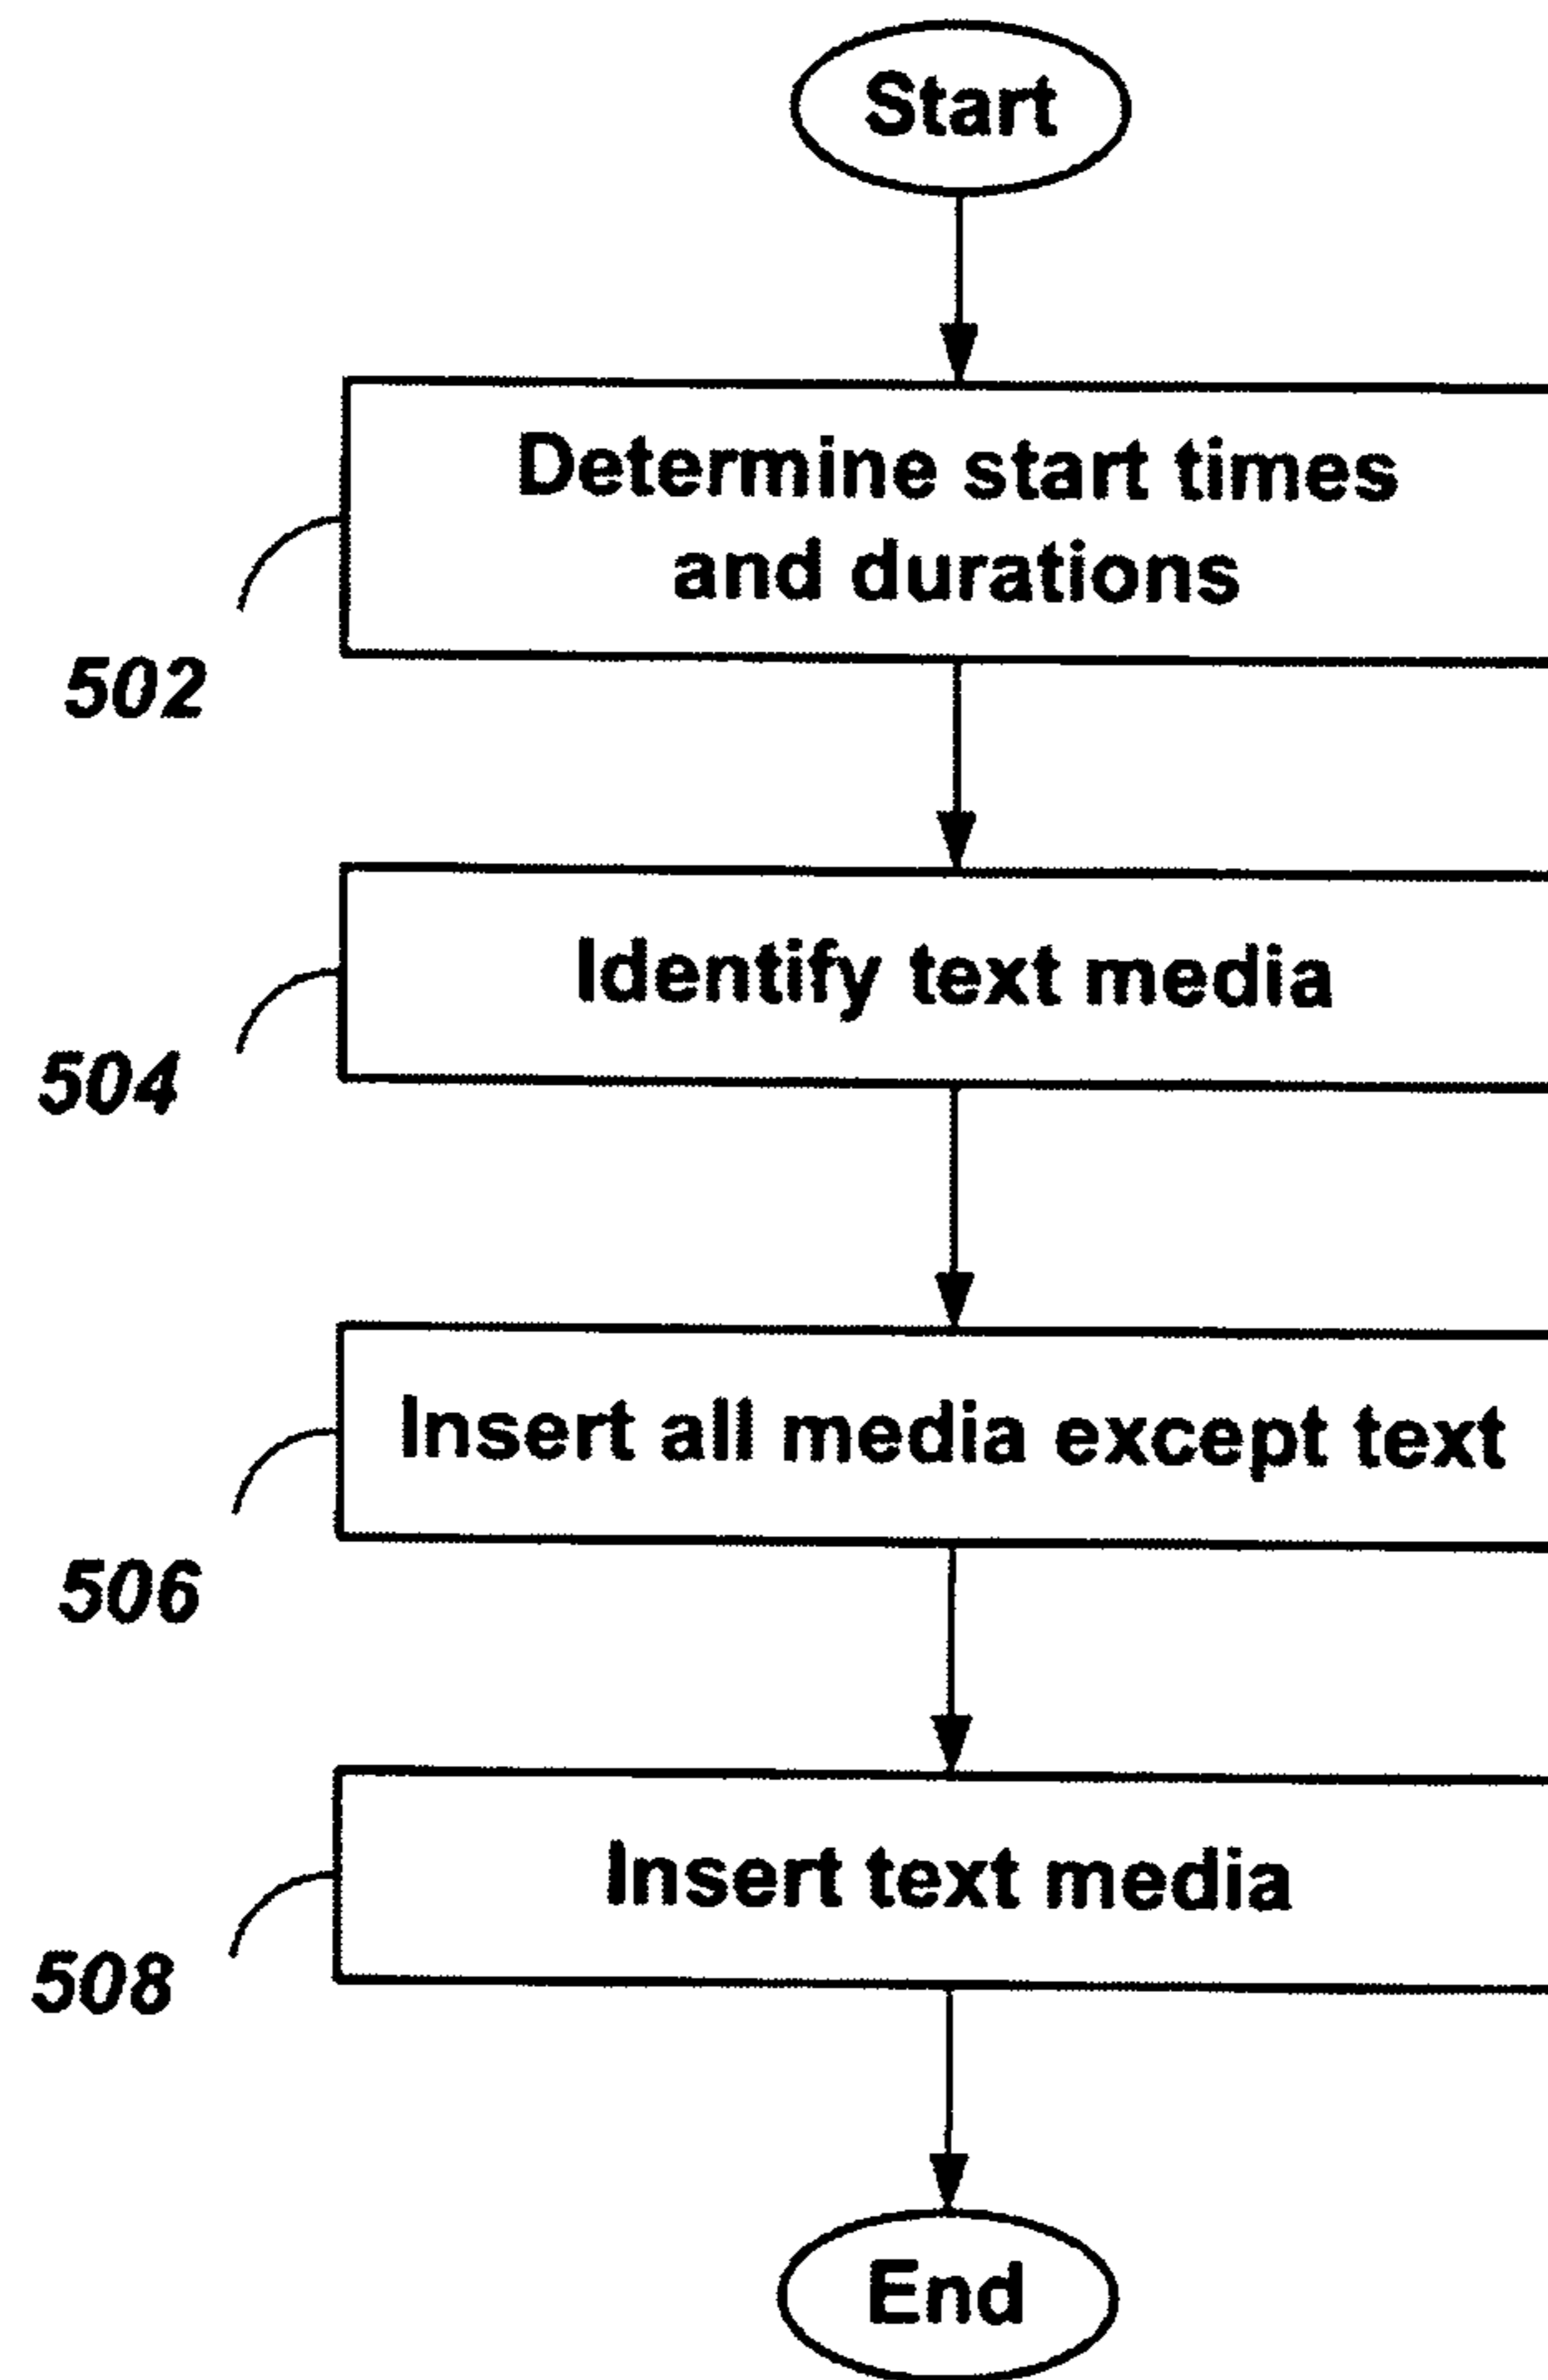 Start
Determine start times
and durations
502
Identify text media
504
Insert all media except text
506
Insert text media
508
End